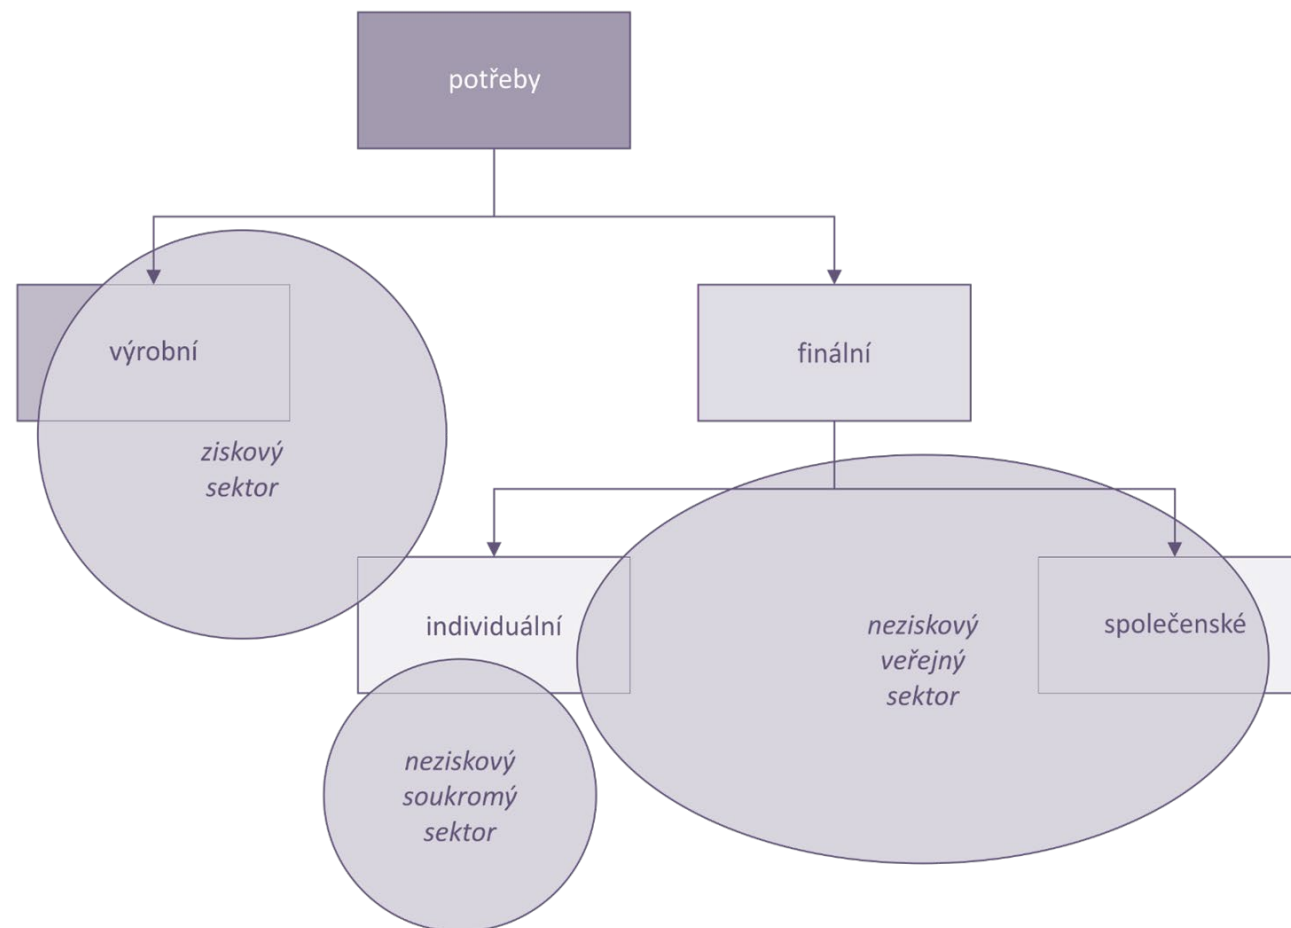 potřeby
výrobní
finální
ziskový
sektor
individuální
neziskový
veřejný
sektor
společenské
neziskový
soukromý
sektor